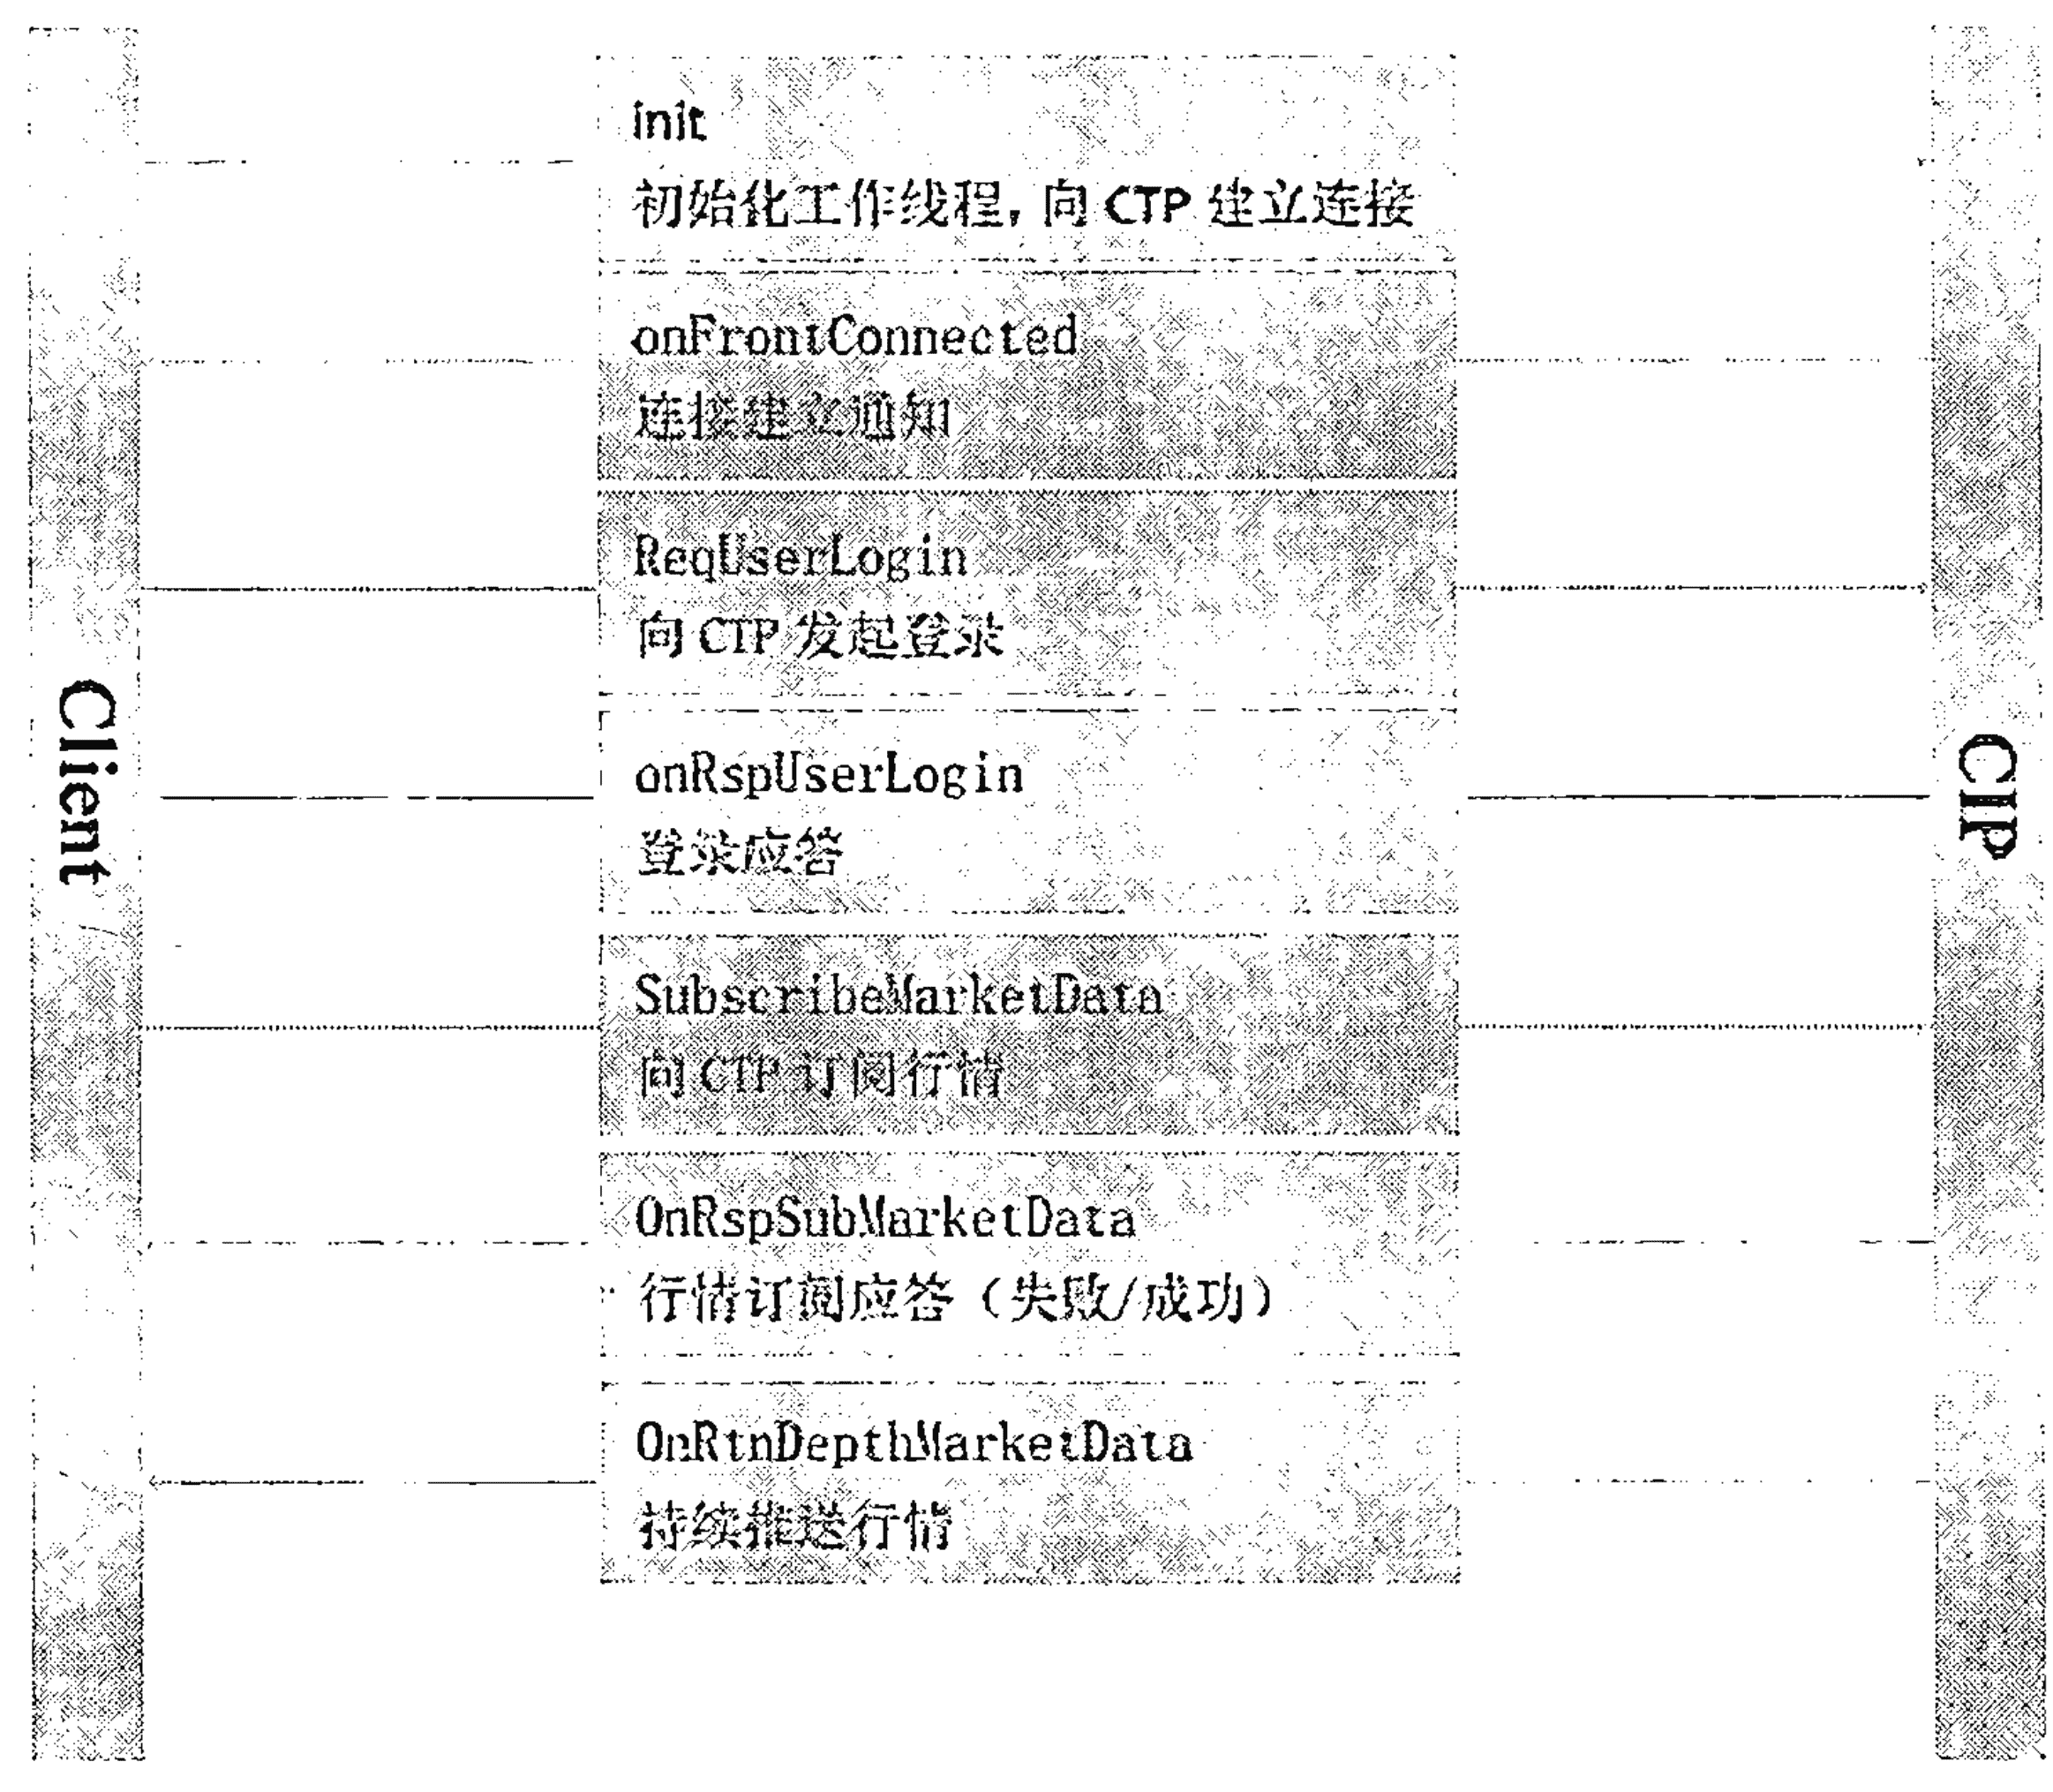 init
初始化工作线程，向 CTP 建立连接
onFrontConnected
连接建立通知
ReqUserLogin
向 CTP 发起登录
Client
onRspUserLogin
登录应答
CTP
SubscribeMarketData
向 CTP 订阅行情
OnRspSubMarketData
行情订阅应答（失败/成功）
OnRtnDepthMarketData
持续推送行情